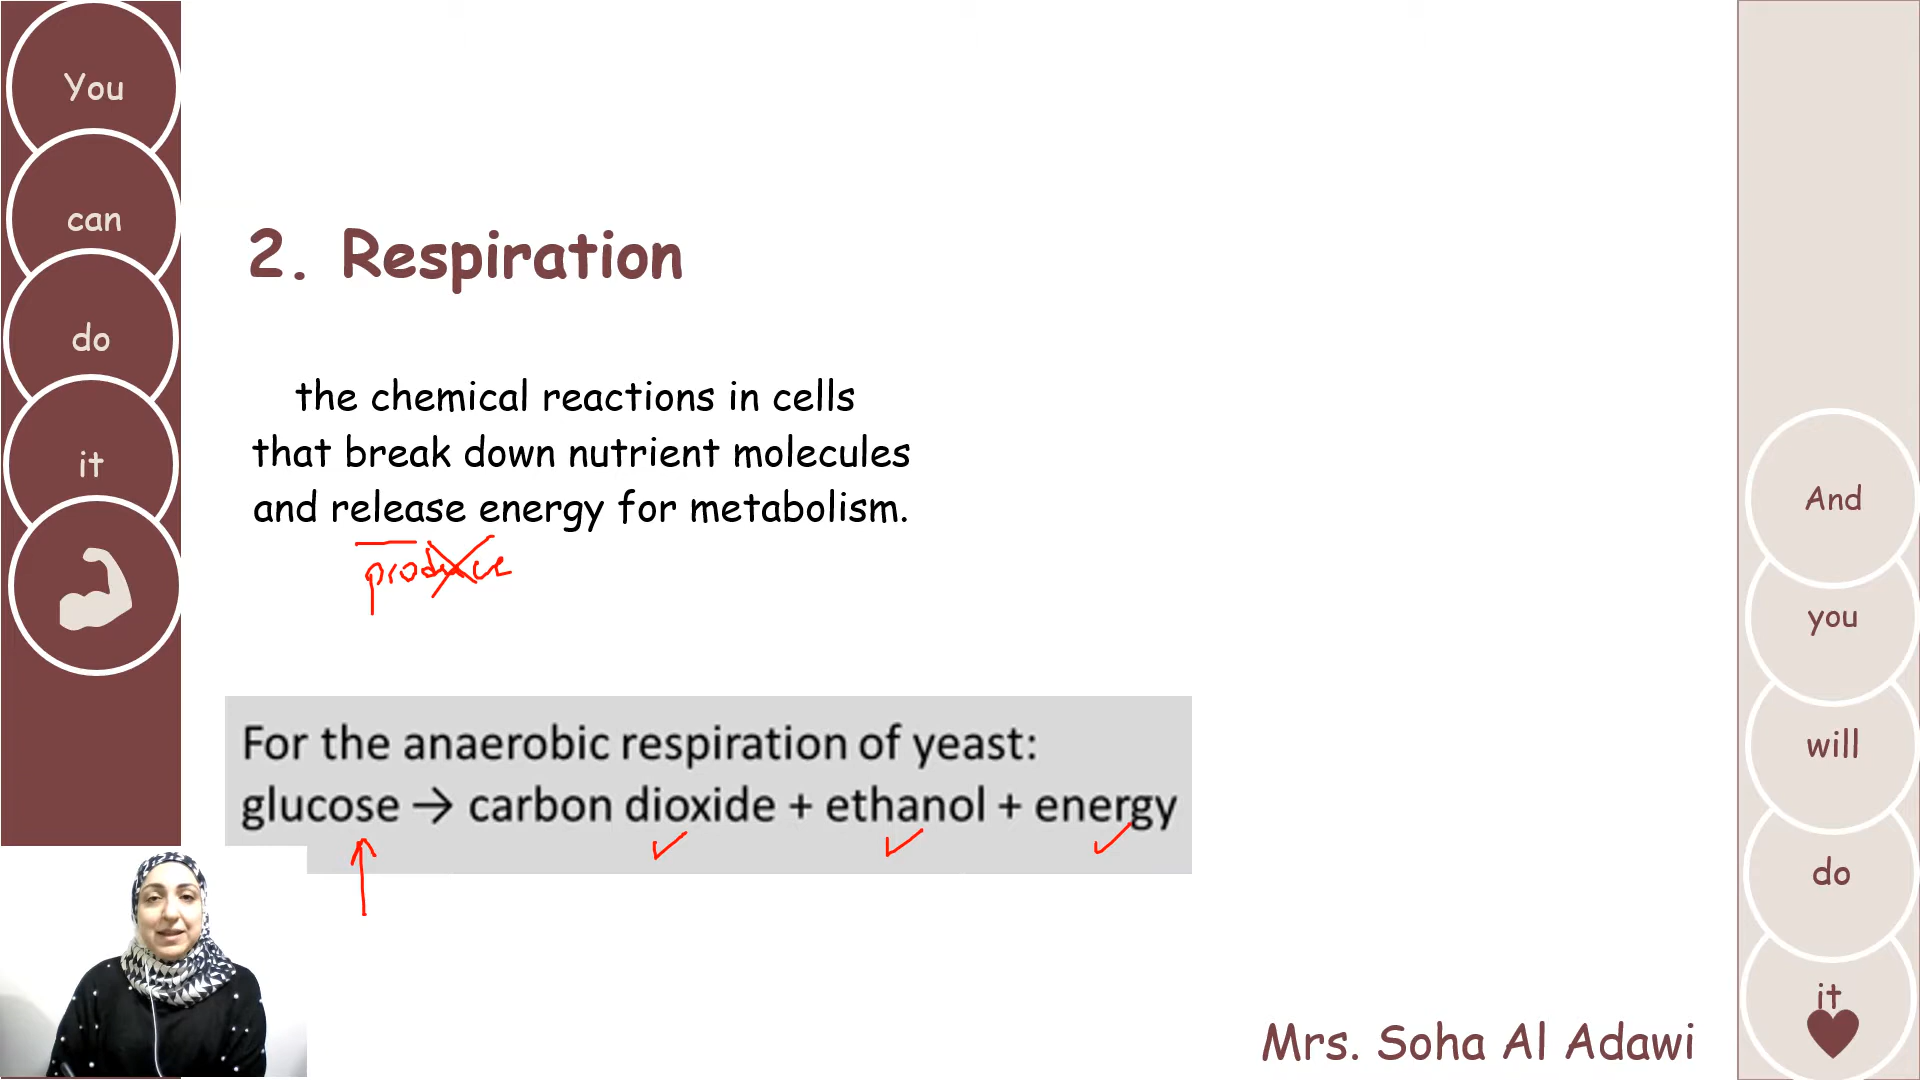 You
can
do
it
2. Respiration
the chemical reactions in cells
that break down nutrient molecules
and release energy for metabolism.
produce
For the anaerobic respiration of yeast:
glucose → carbon dioxide + ethanol + energy
And
you
will
do
it
Mrs. Soha Al Adawi